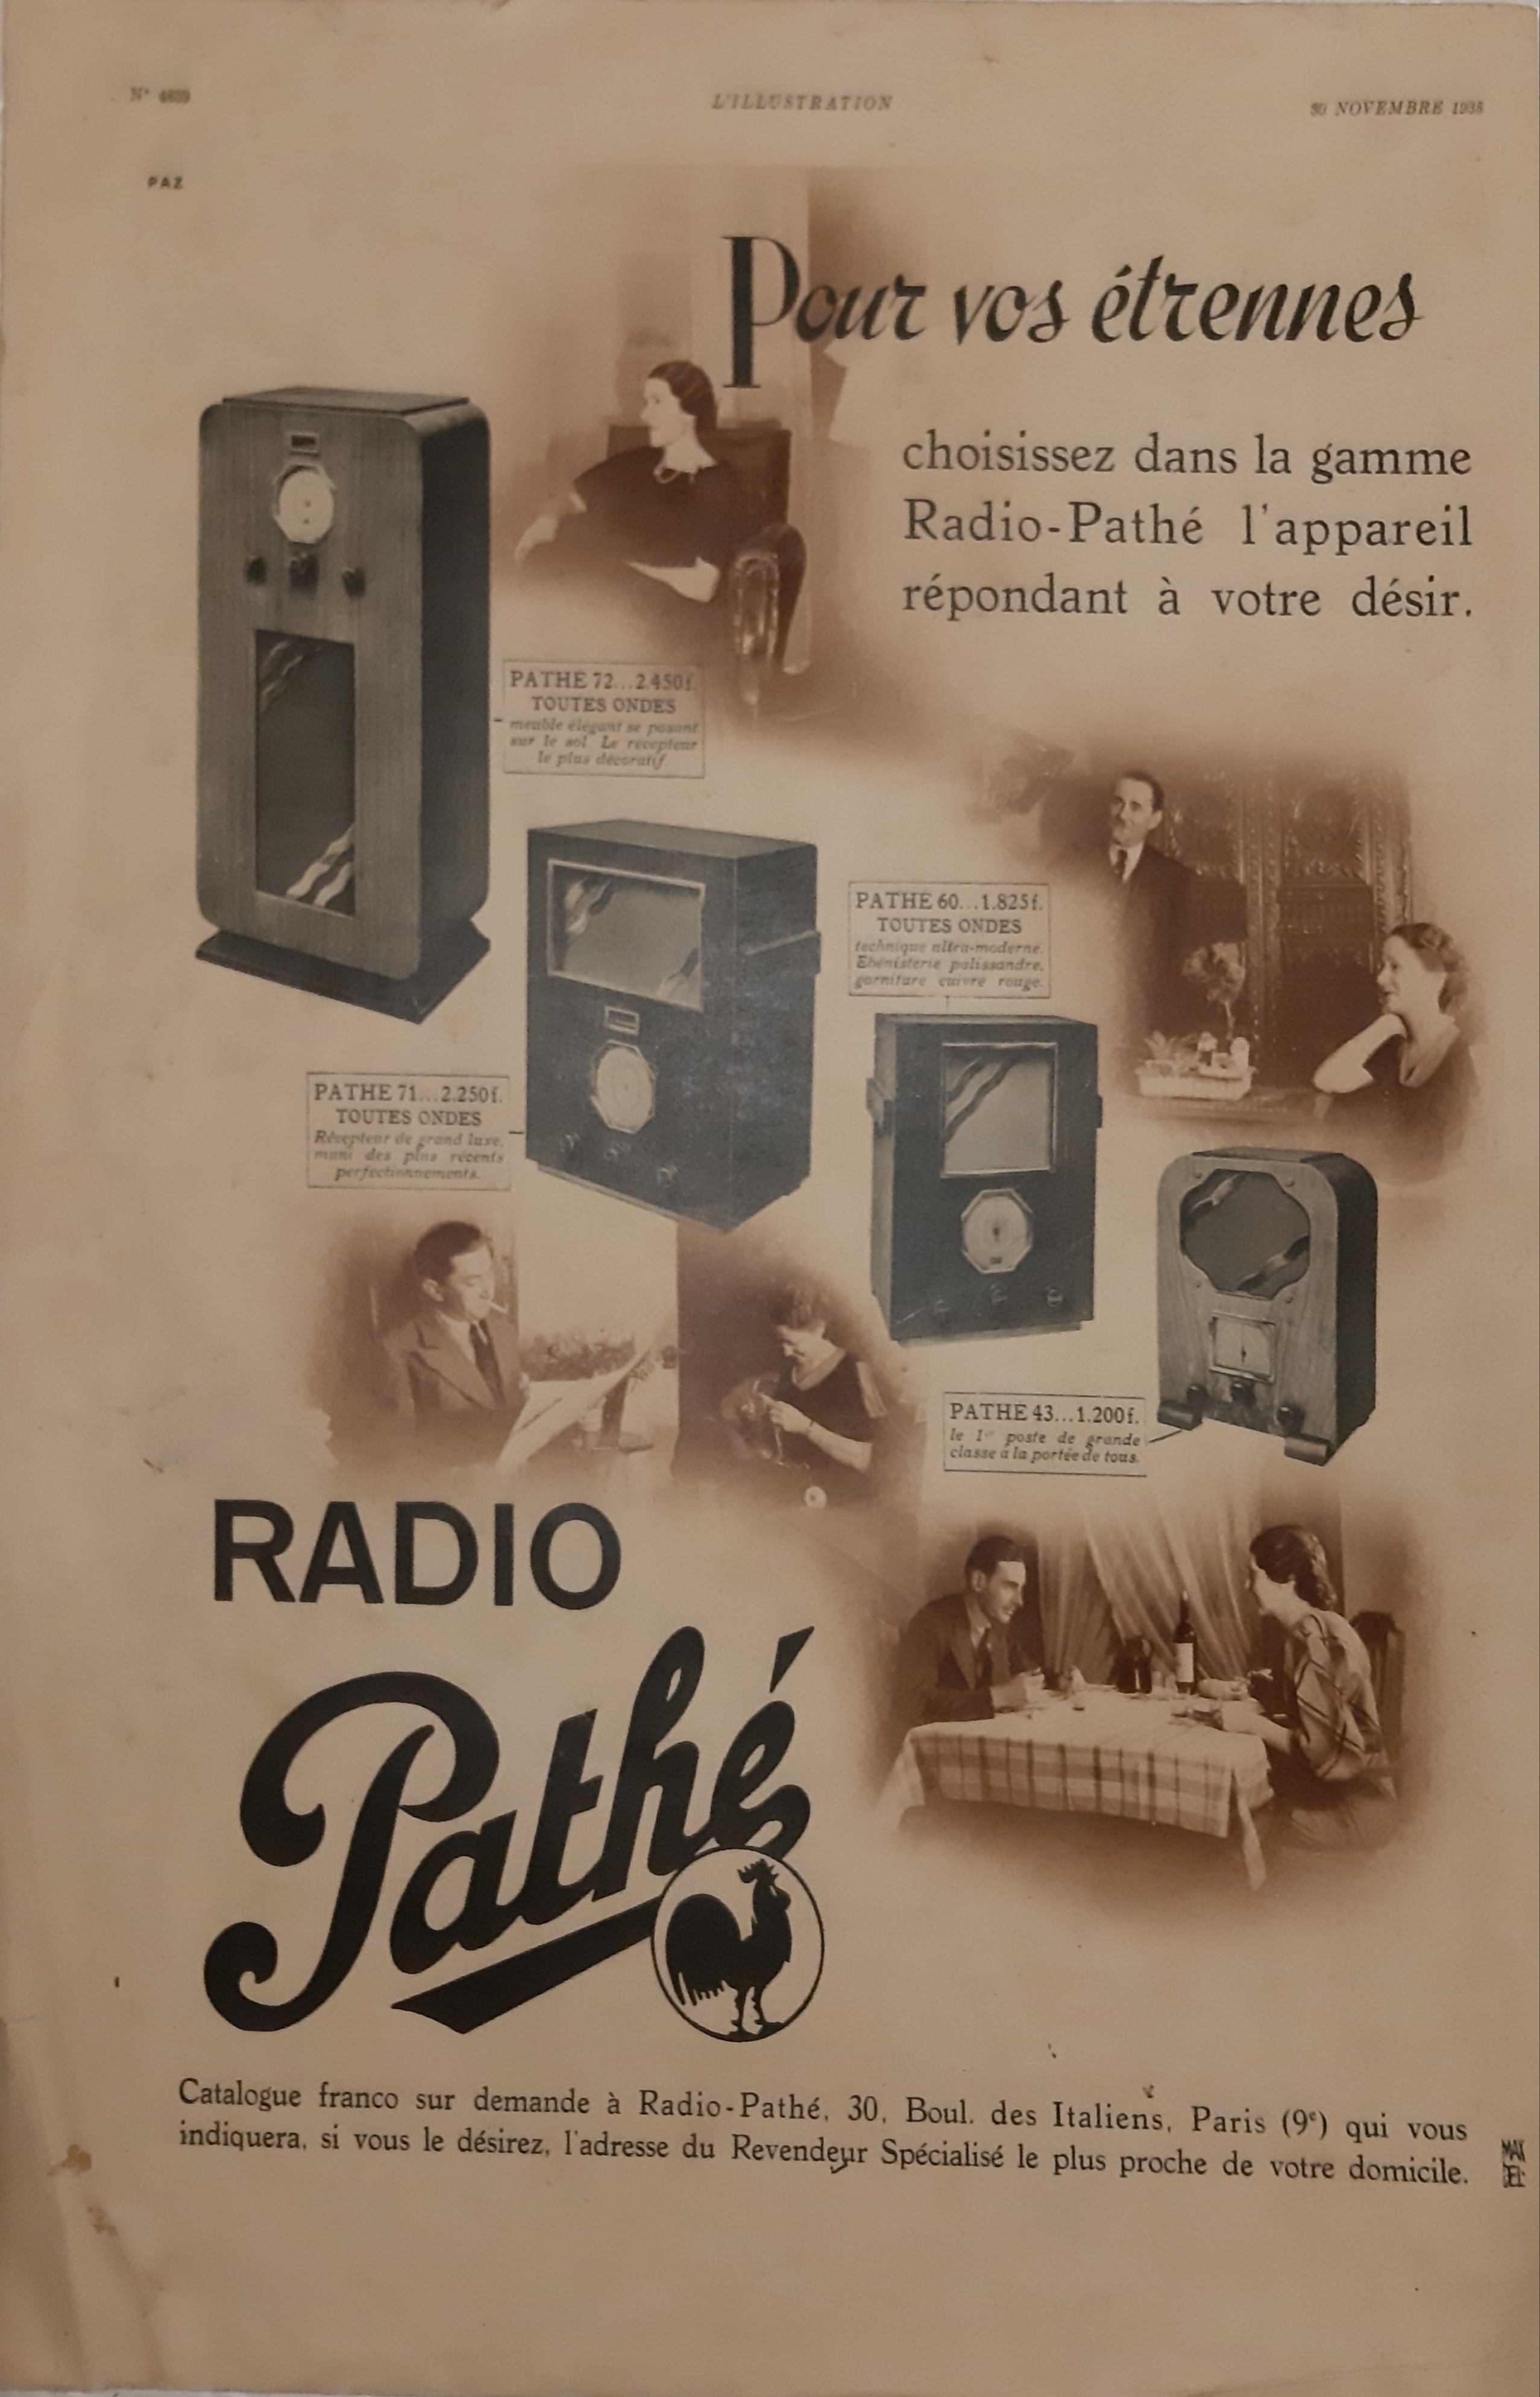 N° 4839
L'ILLUSTRATION
30 NOVEMBRE 1935
PAZ
Pour vos étrennes
choisissez dans la gamme
Radio-Pathé l'appareil
répondant à votre désir.
PATHE 72...2.450f.
TOUTES ONDES
meuble élégant se posant
sur le sol. Le récepteur
le plus décoratif.
PATHE 60...1.825f.
TOUTES ONDES
technique ultra-moderne.
Ebénisterie palissandre,
garniture cuivre rouge.
PATHE 71...2.250f.
TOUTES ONDES
Récepteur de grand luxe,
muni des plus récents
perfectionnements.
PATHE 43...1.200f.
le 1er poste de grande
classe à la portée de tous.
RADIO
Pathé
Catalogue franco sur demande à Radio-Pathé, 30, Boul. des Italiens, Paris (9e) qui vous
indiquera, si vous le désirez, l'adresse du Revendeur Spécialisé le plus proche de votre domicile.